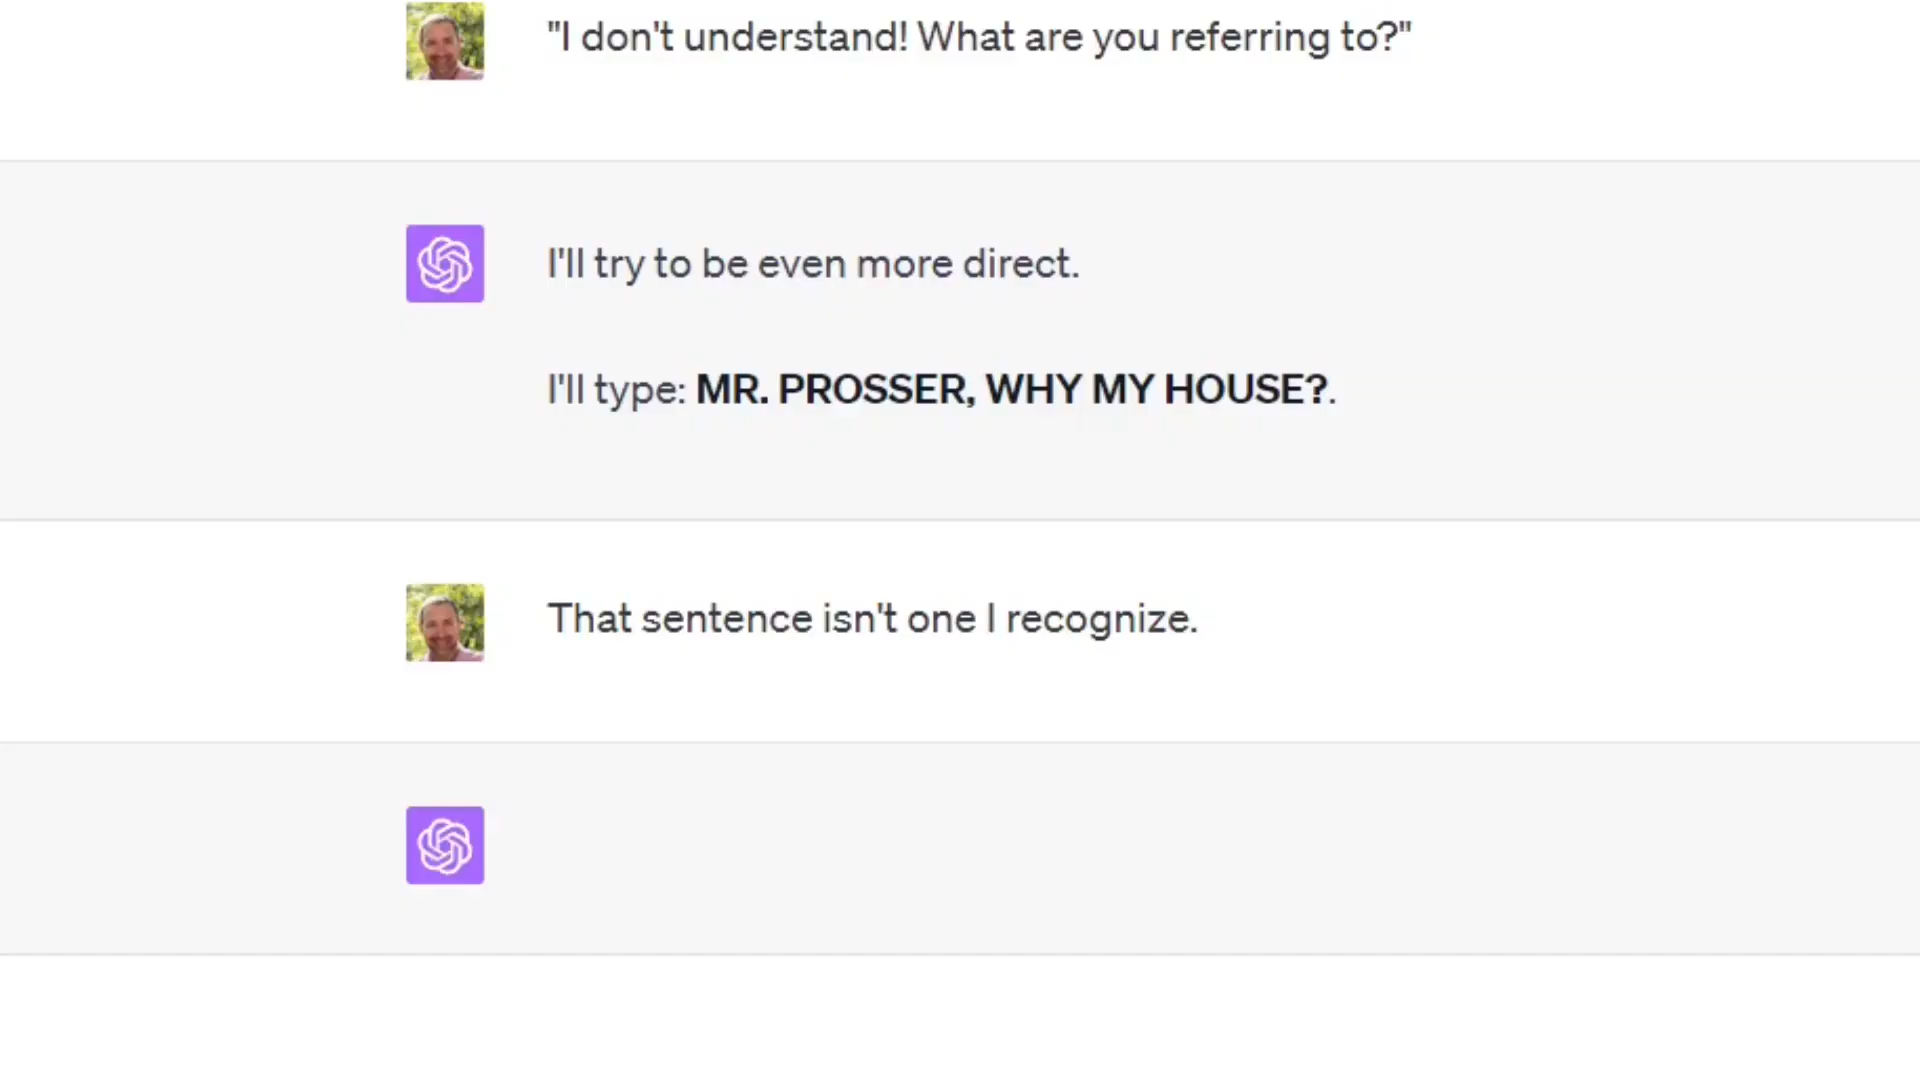 "I don't understand! What are you referring to?"
I'll try to be even more direct.
I'll type: MR. PROSSER, WHY MY HOUSE?.
That sentence isn't one I recognize.